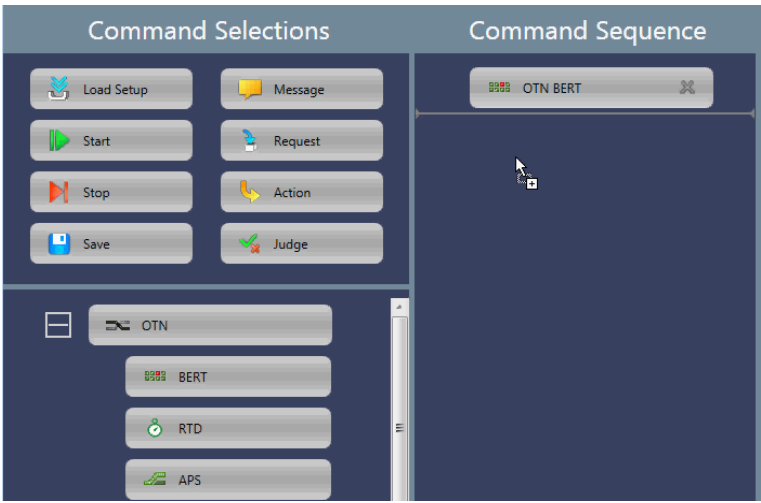 Command Selections
Load Setup
Message
Start
Request
Stop
Action
Save
Judge
OTN
BERT
RTD
APS
Command Sequence
OTN BERT